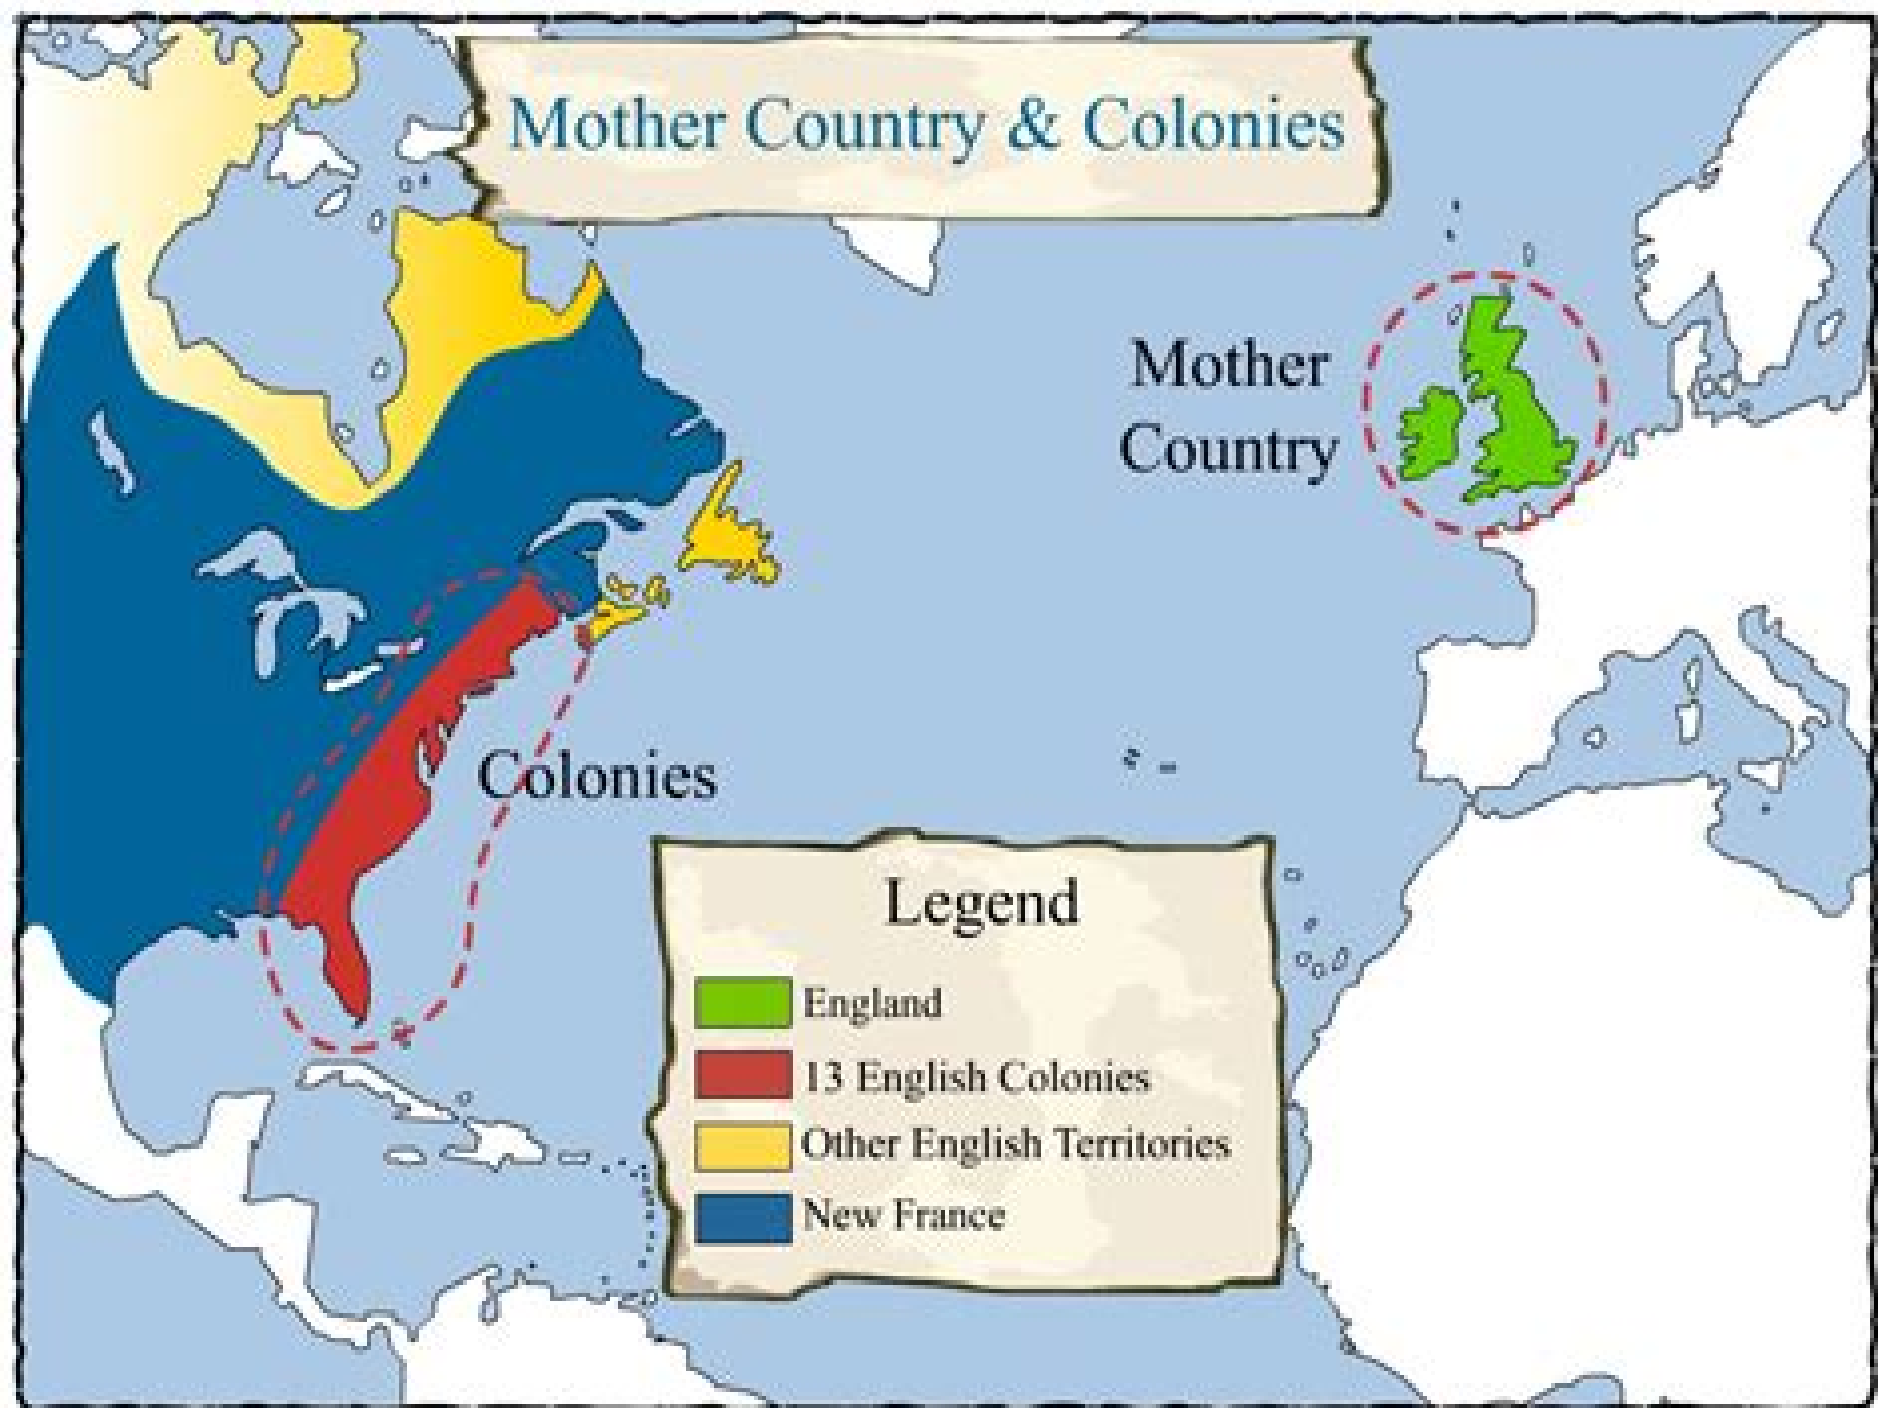 Mother Country & Colonies
Mother
Country
Colonies
Legend
England
13 English Colonies
Other English Territories
New France